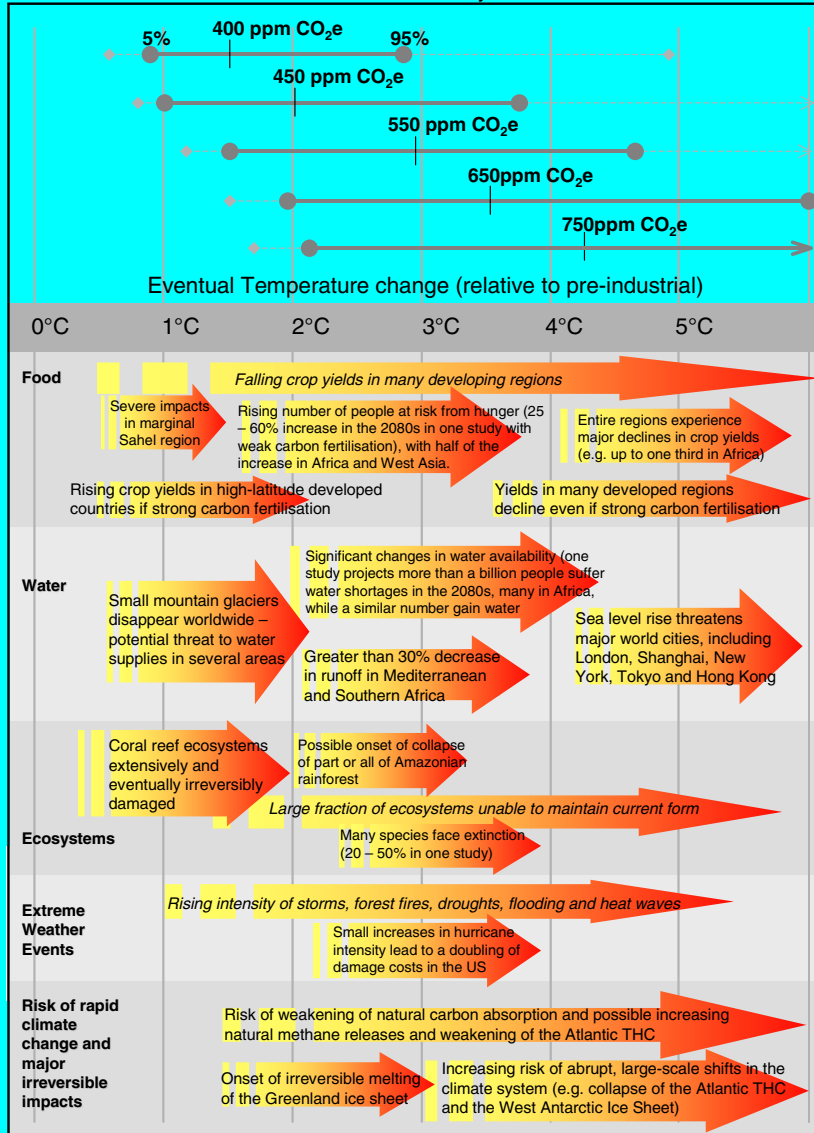 400 ppm CO₂e
5%
95%
450 ppm CO₂e
550 ppm CO₂e
650ppm CO₂e
750ppm CO₂e
Eventual Temperature change (relative to pre-industrial)
0°C 1°C 2°C 3°C 4°C 5°C
Food
Falling crop yields in many developing regions
Severe impacts
in marginal
Sahel region
Rising number of people at risk from hunger (25
– 60% increase in the 2080s in one study with
weak carbon fertilisation), with half of the
increase in Africa and West Asia.
Entire regions experience
major declines in crop yields
(e.g. up to one third in Africa)
Rising crop yields in high-latitude developed
countries if strong carbon fertilisation
Yields in many developed regions
decline even if strong carbon fertilisation
Water
Small mountain glaciers
disappear worldwide –
potential threat to water
supplies in several areas
Significant changes in water availability (one
study projects more than a billion people suffer
water shortages in the 2080s, many in Africa,
while a similar number gain water
Greater than 30% decrease
in runoff in Mediterranean
and Southern Africa
Sea level rise threatens
major world cities, including
London, Shanghai, New
York, Tokyo and Hong Kong
Ecosystems
Coral reef ecosystems
extensively and
eventually irreversibly
damaged
Possible onset of collapse
of part or all of Amazonian
rainforest
Large fraction of ecosystems unable to maintain current form
Many species face extinction
(20 – 50% in one study)
Extreme
Weather
Events
Rising intensity of storms, forest fires, droughts, flooding and heat waves
Small increases in hurricane
intensity lead to a doubling of
damage costs in the US
Risk of rapid
climate
change and
major
irreversible
impacts
Risk of weakening of natural carbon absorption and possible increasing
natural methane releases and weakening of the Atlantic THC
Onset of irreversible melting
of the Greenland ice sheet
Increasing risk of abrupt, large-scale shifts in the
climate system (e.g. collapse of the Atlantic THC
and the West Antarctic Ice Sheet)